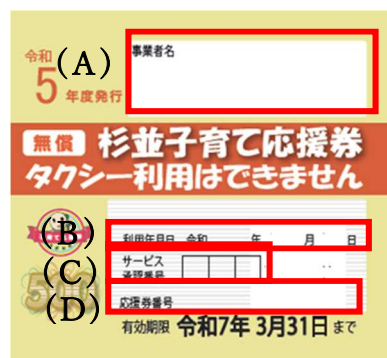 令和
5年度発行
(A)
事業者名
無償 杉並子育て応援券
タクシー利用はできません
(B)
利用年月日 令和 年 月 日
(C)
サービス
承認番号
500
(D)
応援券番号
有効期限 令和7年 3月31日 まで